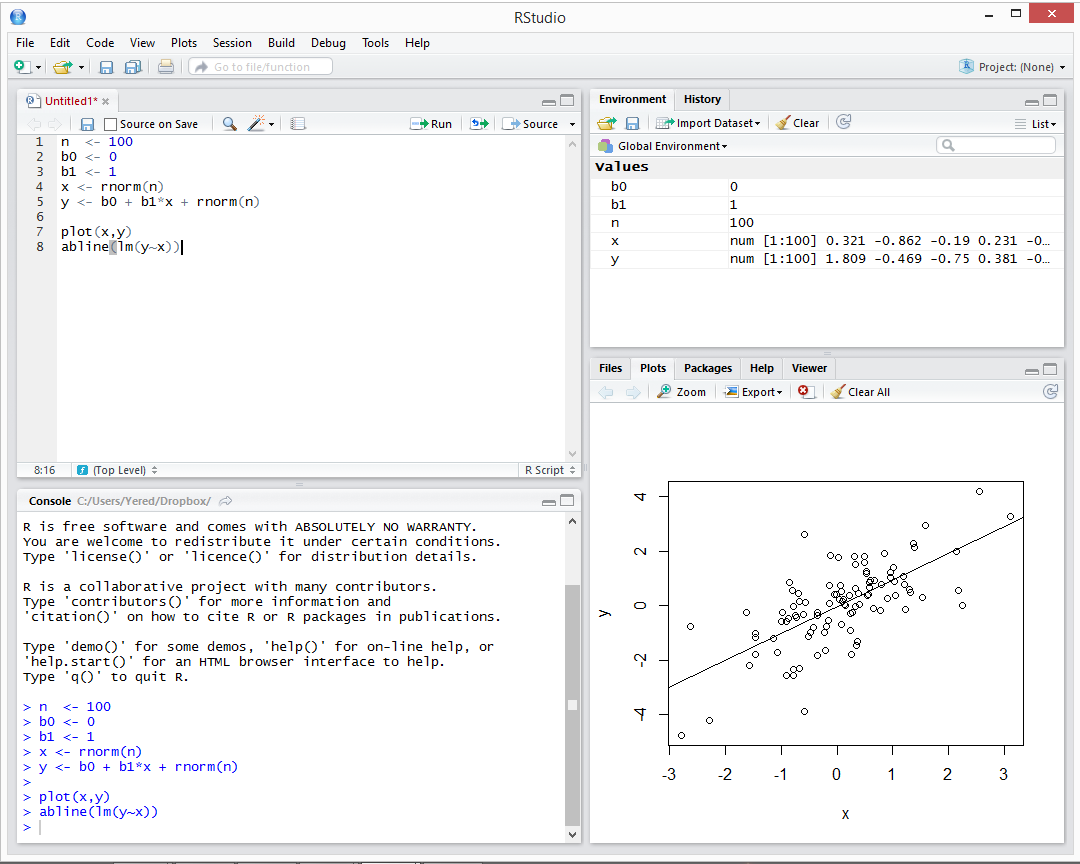 RStudio
File Edit Code View Plots Session Build Debug Tools Help
Go to file/function
Project: (None)
Untitled1*
Source on Save Run Source
1 n  <- 100
2 b0 <- 0
3 b1 <- 1
4 x <- rnorm(n)
5 y <- b0 + b1*x + rnorm(n)
6
7 plot(x,y)
8 abline(lm(y~x))
8:16 (Top Level) R Script
Console C:/Users/Yered/Dropbox/
R is free software and comes with ABSOLUTELY NO WARRANTY.
You are welcome to redistribute it under certain conditions.
Type 'license()' or 'licence()' for distribution details.
R is a collaborative project with many contributors.
Type 'contributors()' for more information and
'citation()' on how to cite R or R packages in publications.
Type 'demo()' for some demos, 'help()' for on-line help, or
'help.start()' for an HTML browser interface to help.
Type 'q()' to quit R.
> n  <- 100
> b0 <- 0
> b1 <- 1
> x <- rnorm(n)
> y <- b0 + b1*x + rnorm(n)
>
> plot(x,y)
> abline(lm(y~x))
>
Environment History
Import Dataset Clear List
Global Environment
Values
b0 0
b1 1
n 100
x num [1:100] 0.321 -0.862 -0.19 0.231 -0…
y num [1:100] 1.809 -0.469 -0.75 0.381 -0…
Files Plots Packages Help Viewer
Zoom Export Clear All
4
2
0
-2
-4
y
-3 -2 -1 0 1 2 3
x